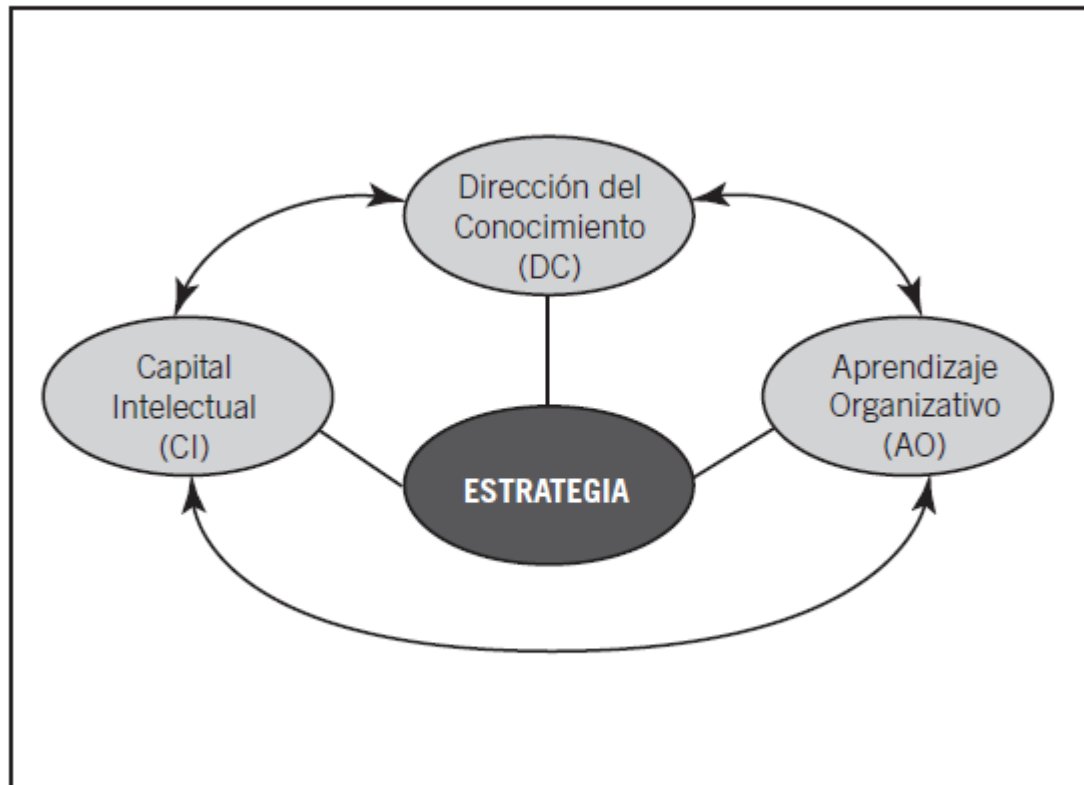 Dirección del
Conocimiento
(DC)
Capital
Intelectual
(CI)
Aprendizaje
Organizativo
(AO)
ESTRATEGIA